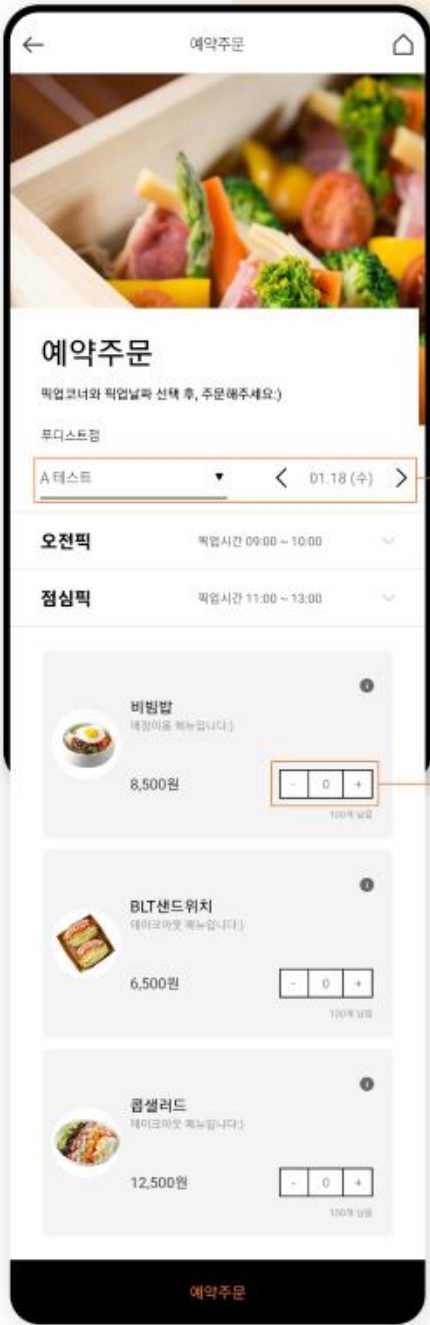 예약주문
예약주문
픽업코너와 픽업날짜 선택 후, 주문해주세요:)
푸디스트점
A 테스트 ▼ < 01.18 (수) >
오전픽 픽업시간 09:00 ~ 10:00
점심픽 픽업시간 11:00 ~ 13:00
비빔밥
매장이용 메뉴입니다:)
8,500원 - 0 +
100개 남음
BLT샌드위치
테이크아웃 메뉴입니다:)
6,500원 - 0 +
100개 남음
콥샐러드
테이크아웃 메뉴입니다:)
12,500원 - 0 +
100개 남음
예약주문